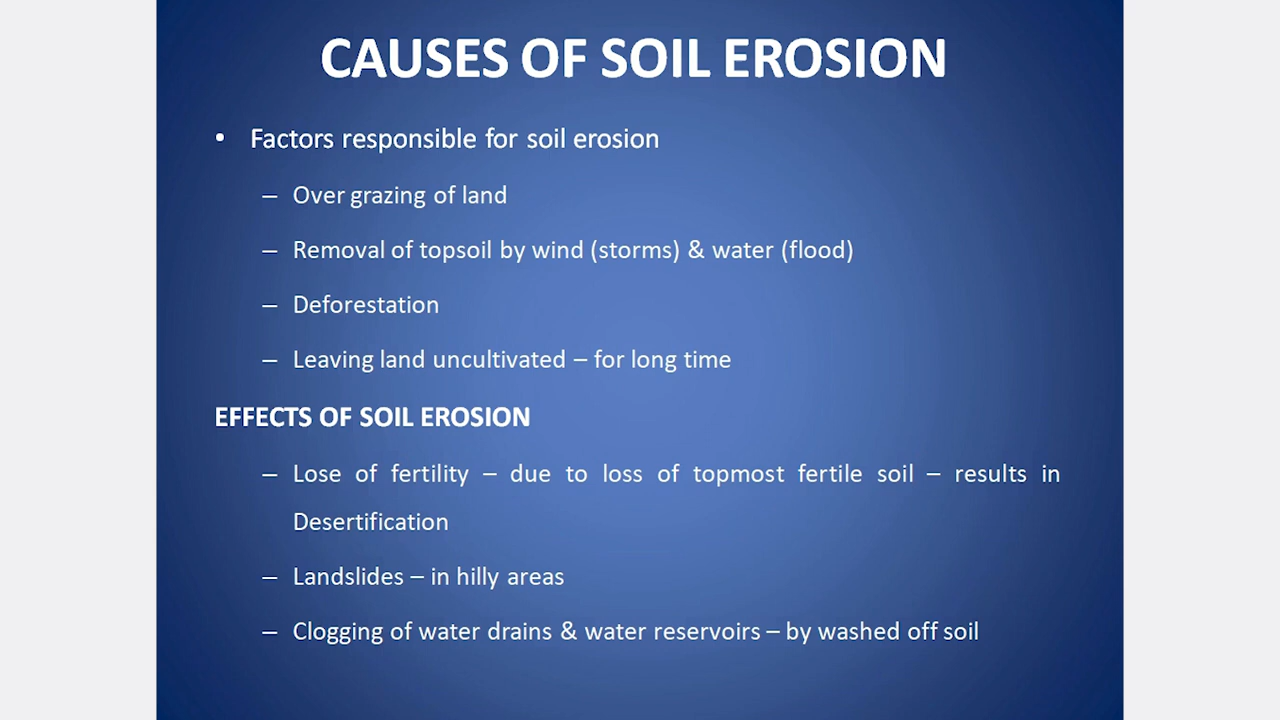 CAUSES OF SOIL EROSION
• Factors responsible for soil erosion
– Over grazing of land
– Removal of topsoil by wind (storms) & water (flood)
– Deforestation
– Leaving land uncultivated – for long time
EFFECTS OF SOIL EROSION
– Lose of fertility – due to loss of topmost fertile soil – results in
Desertification
– Landslides – in hilly areas
– Clogging of water drains & water reservoirs – by washed off soil